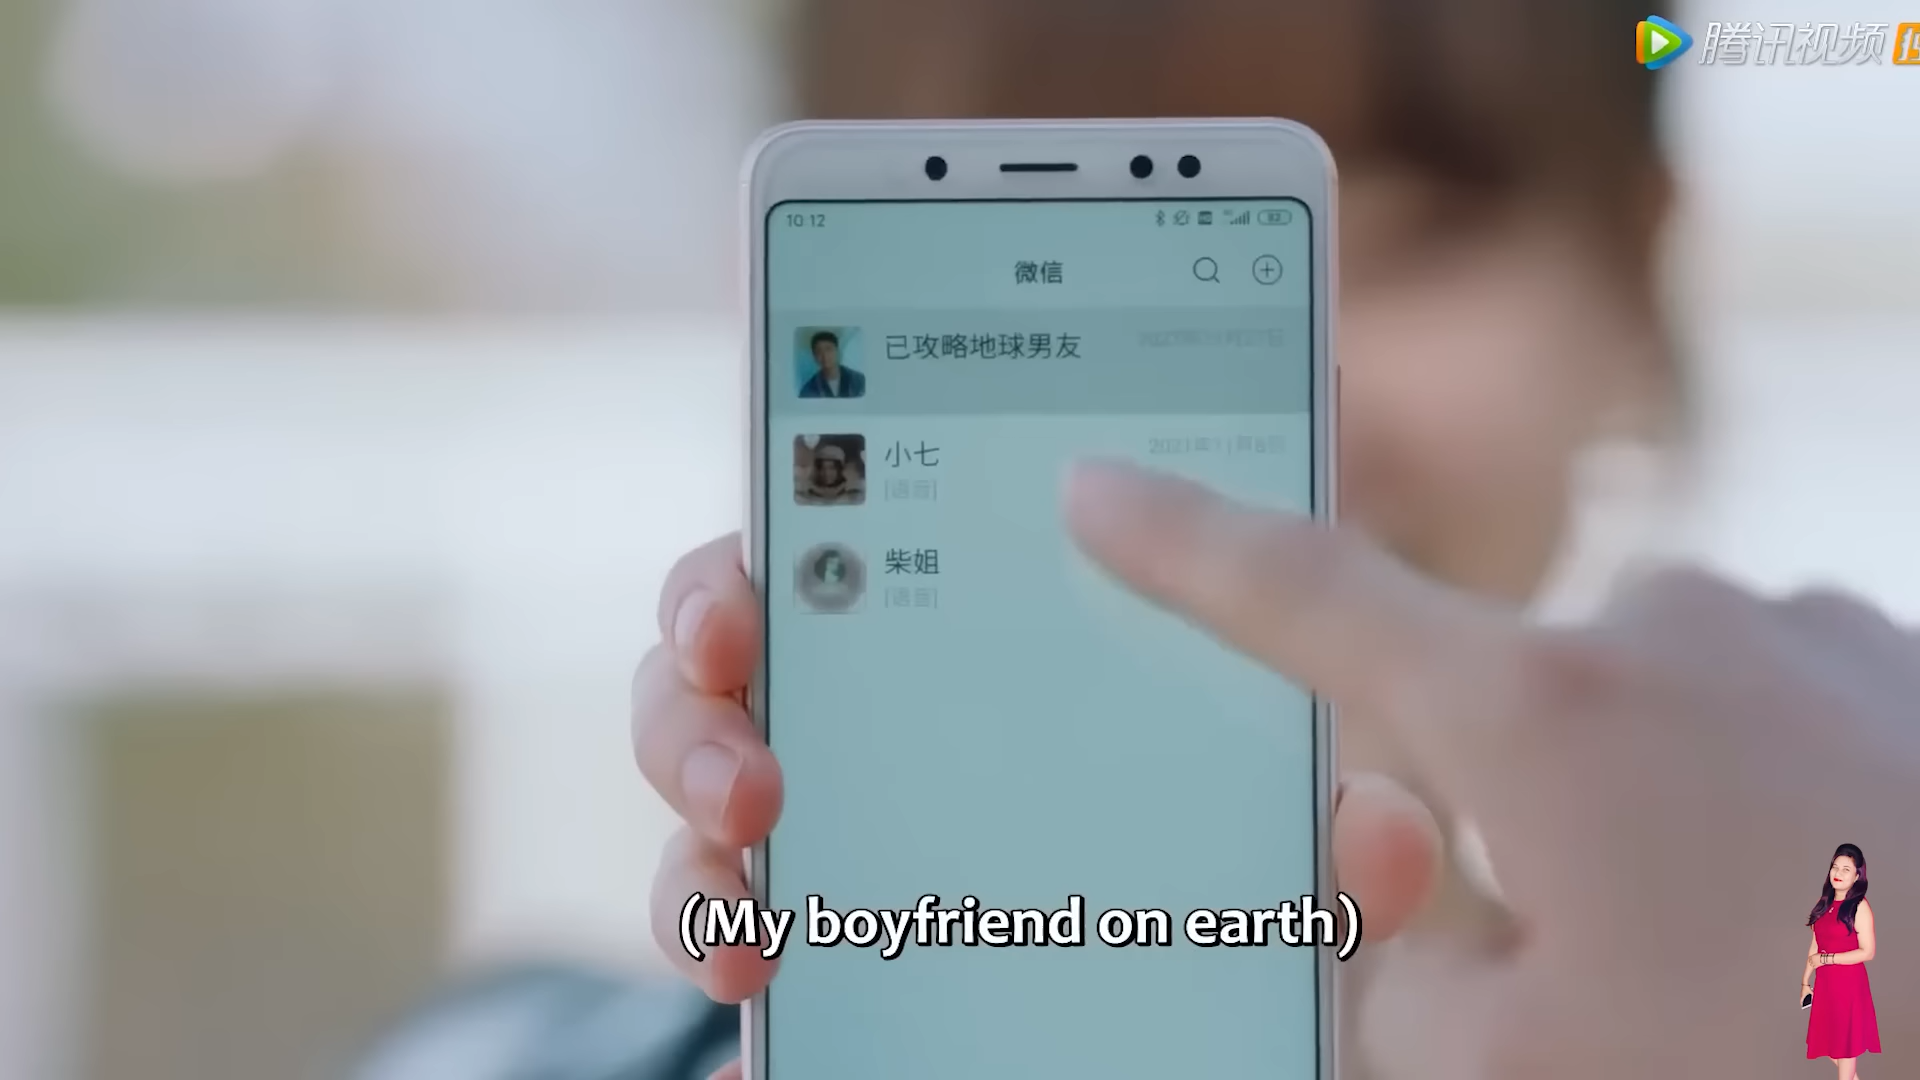 腾讯视频
10:12
微信
已攻略地球男友
小七
[语音]
柴姐
[语音]
(My boyfriend on earth)